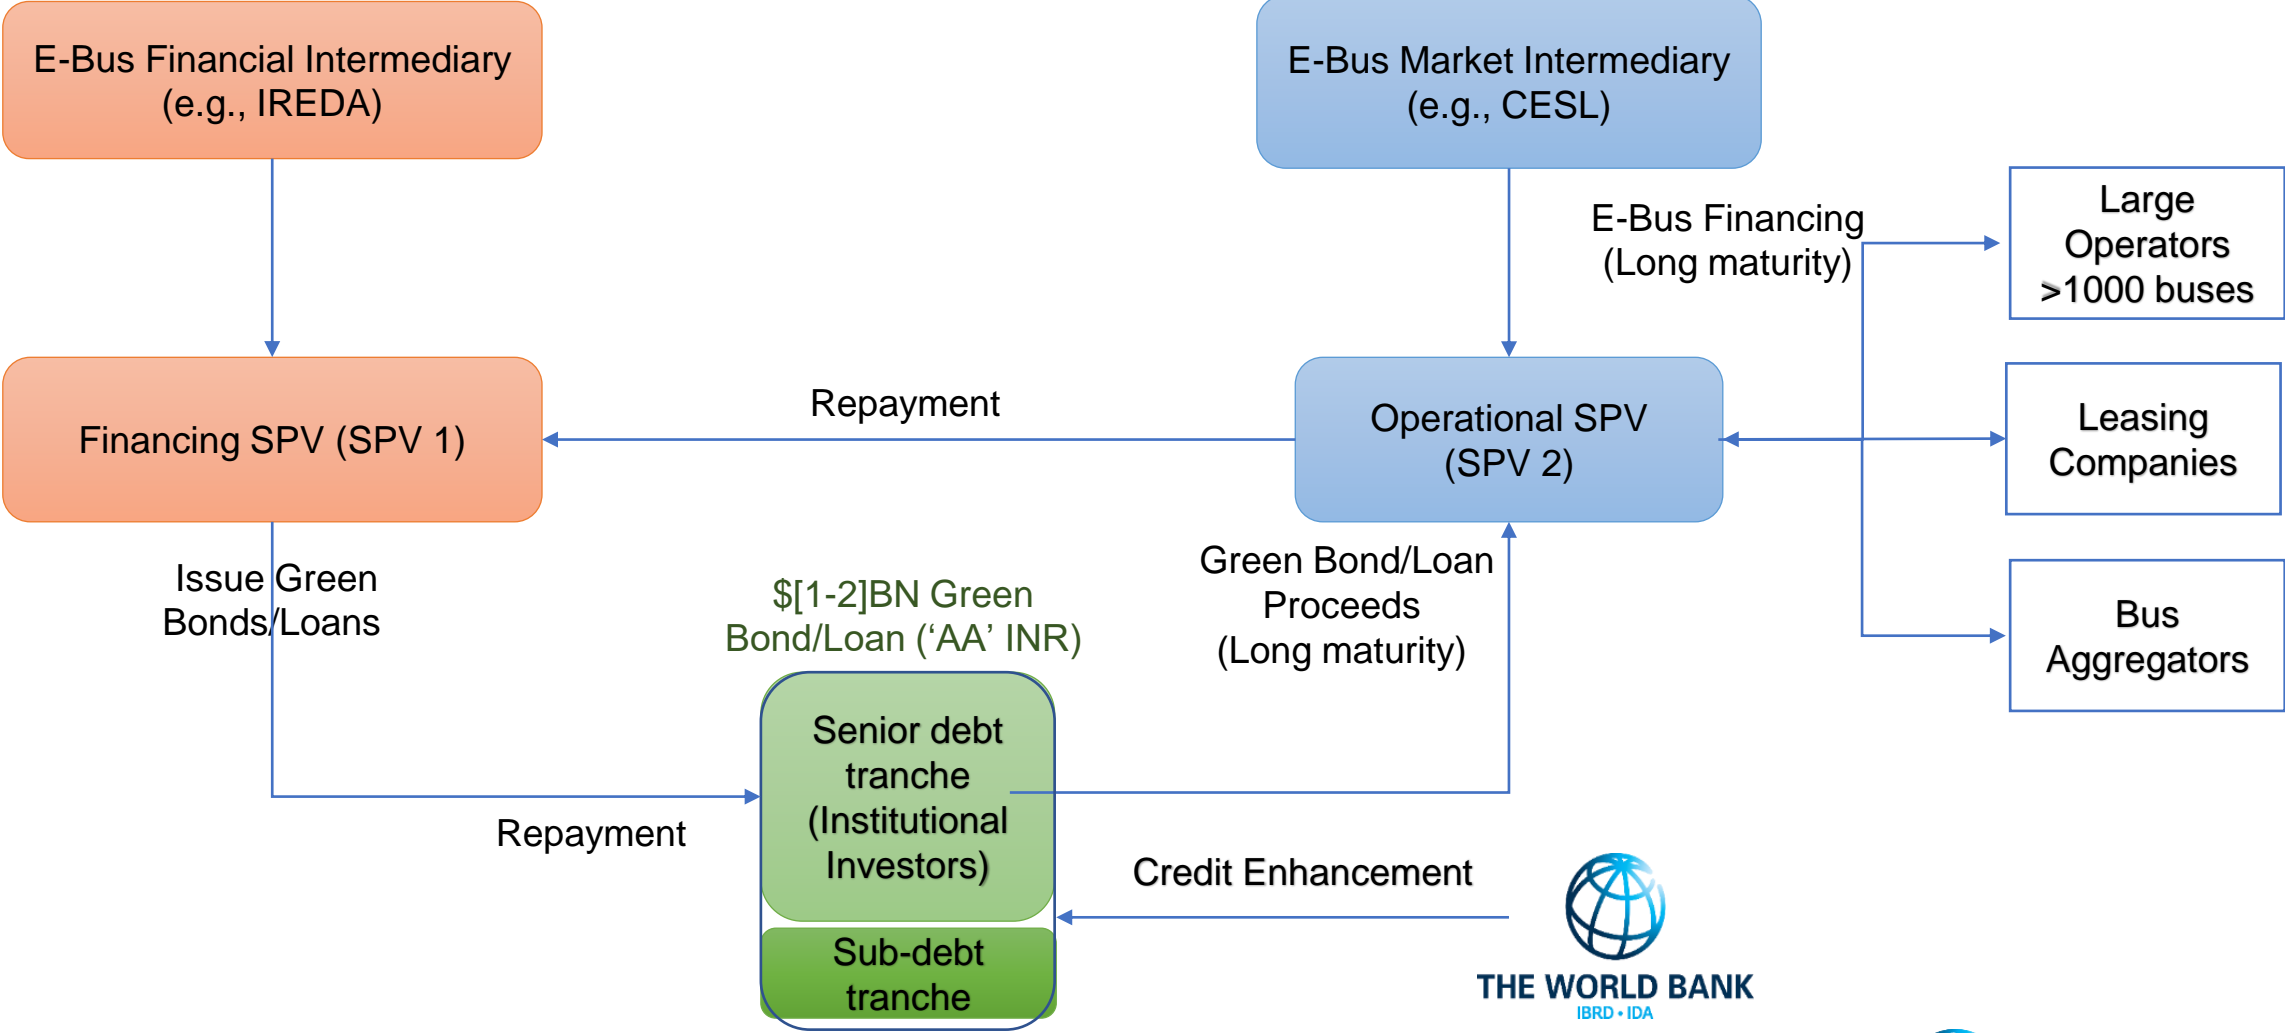 E-Bus Financial Intermediary
(e.g., IREDA)
E-Bus Market Intermediary
(e.g., CESL)
E-Bus Financing
(Long maturity)
Large
Operators
>1000 buses
Financing SPV (SPV 1)
Repayment
Operational SPV
(SPV 2)
Leasing
Companies
Issue Green
Bonds/Loans
$[1-2]BN Green
Bond/Loan (‘AA’ INR)
Green Bond/Loan
Proceeds
(Long maturity)
Bus
Aggregators
Senior debt
tranche
(Institutional
Investors)
Repayment
Credit Enhancement
Sub-debt
tranche
THE WORLD BANK
IBRD • IDA